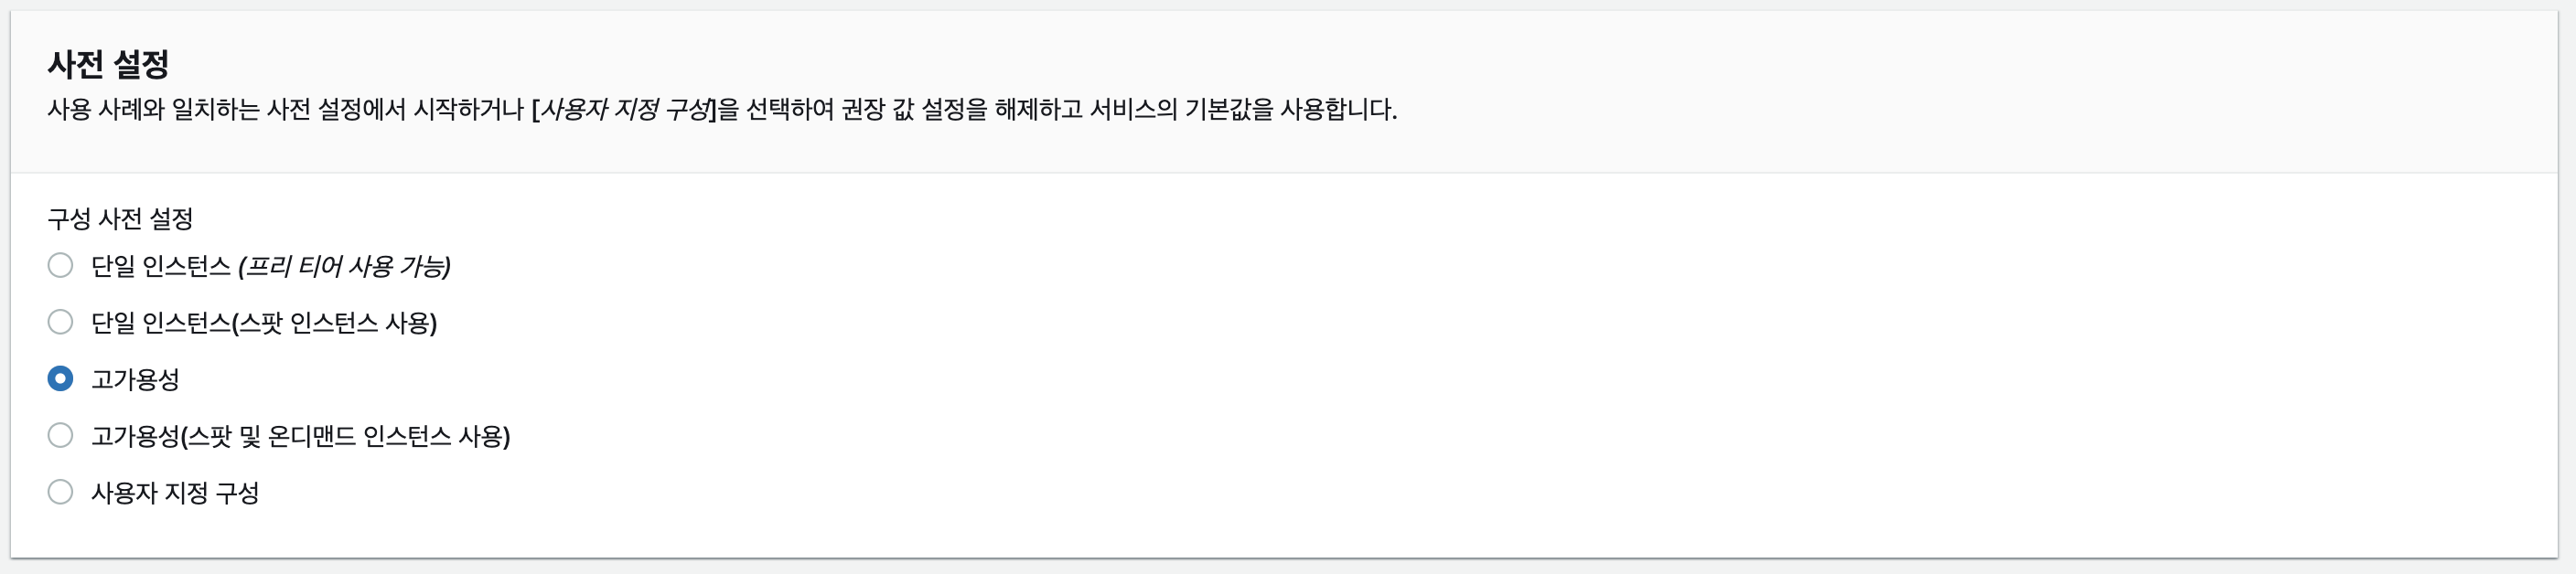 사전 설정
사용 사례와 일치하는 사전 설정에서 시작하거나 [사용자 지정 구성]을 선택하여 권장 값 설정을 해제하고 서비스의 기본값을 사용합니다.
구성 사전 설정
단일 인스턴스 (프리 티어 사용 가능)
단일 인스턴스(스팟 인스턴스 사용)
고가용성
고가용성(스팟 및 온디맨드 인스턴스 사용)
사용자 지정 구성